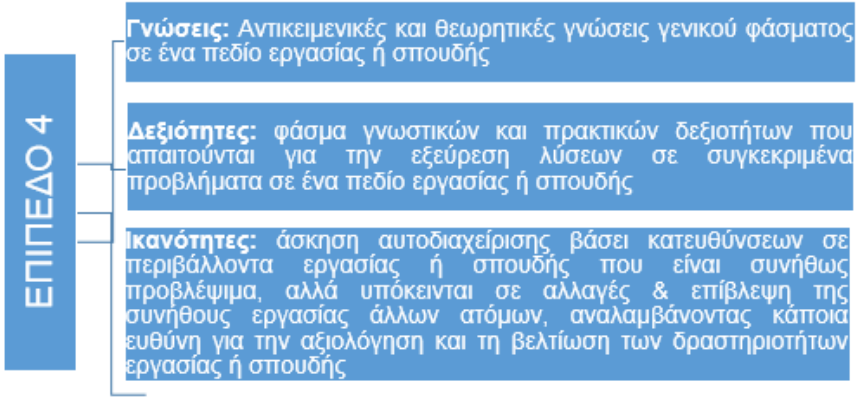 ΕΠΙΠΕΔΟ 4
Γνώσεις: Αντικειμενικές και θεωρητικές γνώσεις γενικού φάσματος
σε ένα πεδίο εργασίας ή σπουδής
Δεξιότητες: φάσμα γνωστικών και πρακτικών δεξιοτήτων που
απαιτούνται για την εξεύρεση λύσεων σε συγκεκριμένα
προβλήματα σε ένα πεδίο εργασίας ή σπουδής
Ικανότητες: άσκηση αυτοδιαχείρισης βάσει κατευθύνσεων σε
περιβάλλοντα εργασίας ή σπουδής που είναι συνήθως
προβλέψιμα, αλλά υπόκεινται σε αλλαγές & επίβλεψη της
συνήθους εργασίας άλλων ατόμων, αναλαμβάνοντας κάποια
ευθύνη για την αξιολόγηση και τη βελτίωση των δραστηριοτήτων
εργασίας ή σπουδής